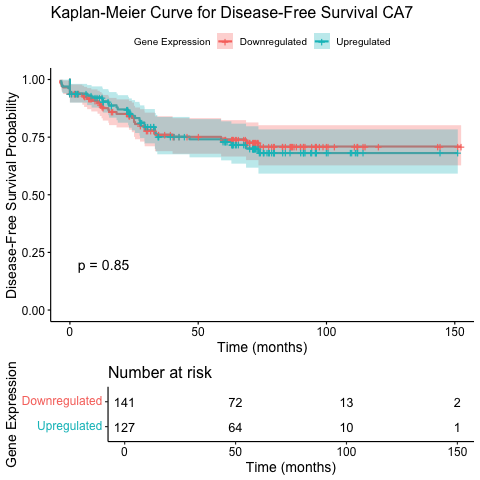 Kaplan-Meier Curve for Disease-Free Survival CA7
Gene Expression Downregulated Upregulated
Disease-Free Survival Probability
1.00
0.75
0.50
0.25
0.00
p = 0.85
0 50 100 150
Time (months)
Number at risk
Gene Expression
Downregulated 141 72 13 2
Upregulated 127 64 10 1
0 50 100 150
Time (months)